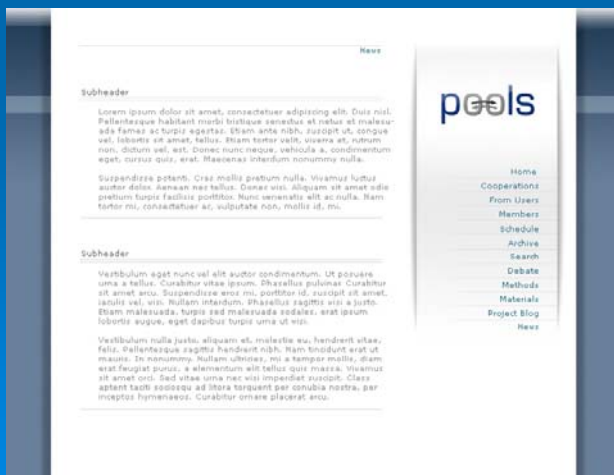 News
Subheader
Lorem ipsum dolor sit amet, consectetuer adipiscing elit. Duis nisl.
Pellentesque habitant morbi tristique senectus et netus et malesu-
ada fames ac turpis egestas. Etiam ante nibh, suscipit ut, congue
vel, lobortis sit amet, tellus. Etiam tortor velit, viverra at, rutrum
non, dictum vel, est. Donec nunc neque, vehicula a, condimentum
eget, cursus quis, erat. Maecenas interdum nonummy nulla.
Suspendisse potenti. Cras mollis pretium nulla. Vivamus luctus
auctor dolor. Aenean nec tellus. Donec visi. Aliquam sit amet odio
pretium turpis facilisis porttitor. Nunc venenatis elit ac nulla. Nam
tortor mi, consectetuer ac, vulputate non, mollis id, mi.
Subheader
Vestibulum eget nunc vel elit auctor condimentum. Ut posuere
urna a tellus. Curabitur vitae ipsum. Phasellus pulvinar Curabitur
sit amet arcu. Suspendisse eros mi, porttitor id, suscipit sit amet,
iaculis vel, visi. Nullam interdum. Phasellus sagittis visi a justo.
Etiam malesuada, turpis sed malesuada sodales, erat ipsum
lobortis augue, eget dapibus turpis urna ut visi.
Vestibulum nulla justo, aliquam et, molestie eu, hendrerit vitae,
felis. Pellentesque sagittis hendrerit nibh. Nam tincidunt erat ut
mauris. In nonummy. Nullam ultricies, mi a tempor mollis, diam
erat feugiat purus, a elementum elit tellus quis massa. Vivamus
sit amet orci. Sed vitae urna nec visi imperdiet suscipit. Class
aptent taciti sociosqu ad litora torquent per conubia nostra, per
inceptos hymenaeos. Curabitur ornare placerat arcu.
pools
Home
Cooperations
From Users
Members
Schedule
Archive
Search
Debate
Methods
Materials
Project Blog
News